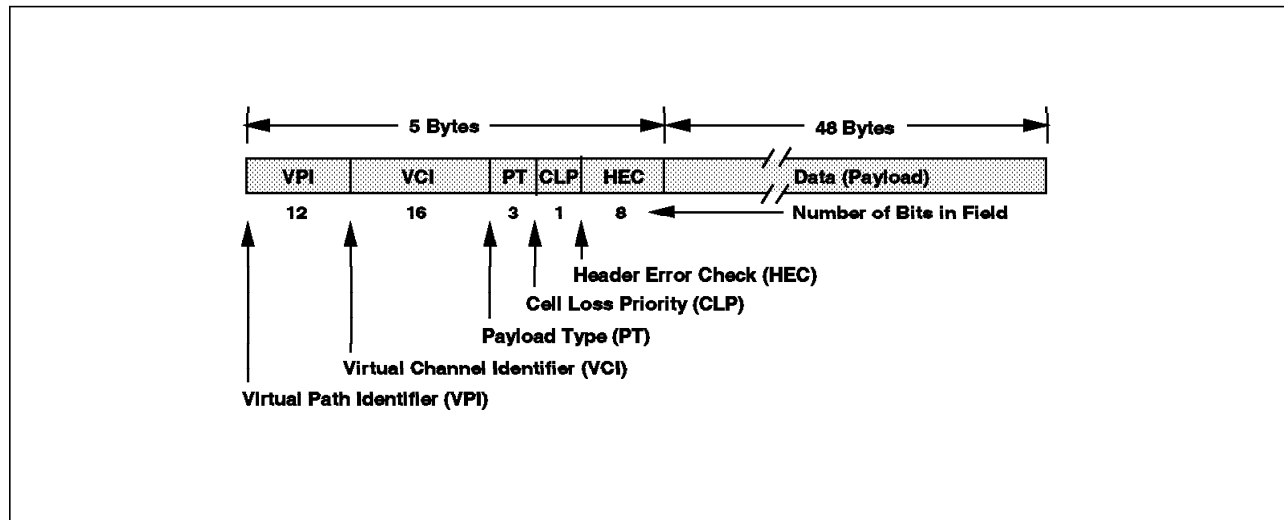 5 Bytes 48 Bytes
VPI VCI PT CLP HEC Data (Payload)
12 16 3 1 8 Number of Bits in Field
Header Error Check (HEC)
Cell Loss Priority (CLP)
Payload Type (PT)
Virtual Channel Identifier (VCI)
Virtual Path Identifier (VPI)